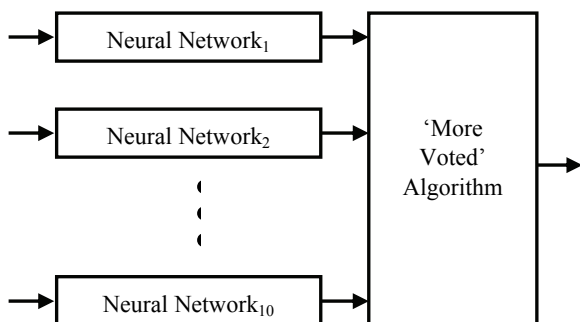 Neural Network₁
Neural Network₂
‘More
Voted’
Algorithm
Neural Network₁₀